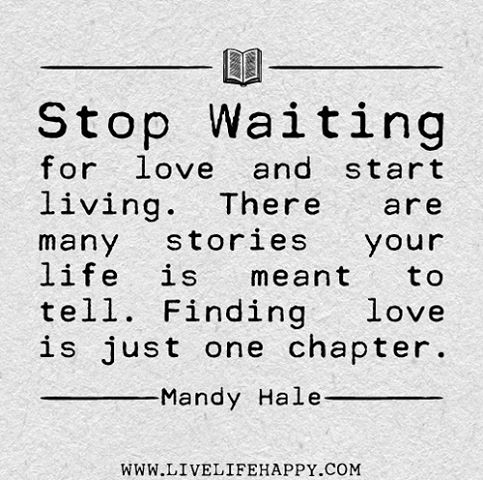 Stop Waiting
for love and start
living. There are
many stories your
life is meant to
tell. Finding love
is just one chapter.
Mandy Hale
WWW.LIVELIFEHAPPY.COM